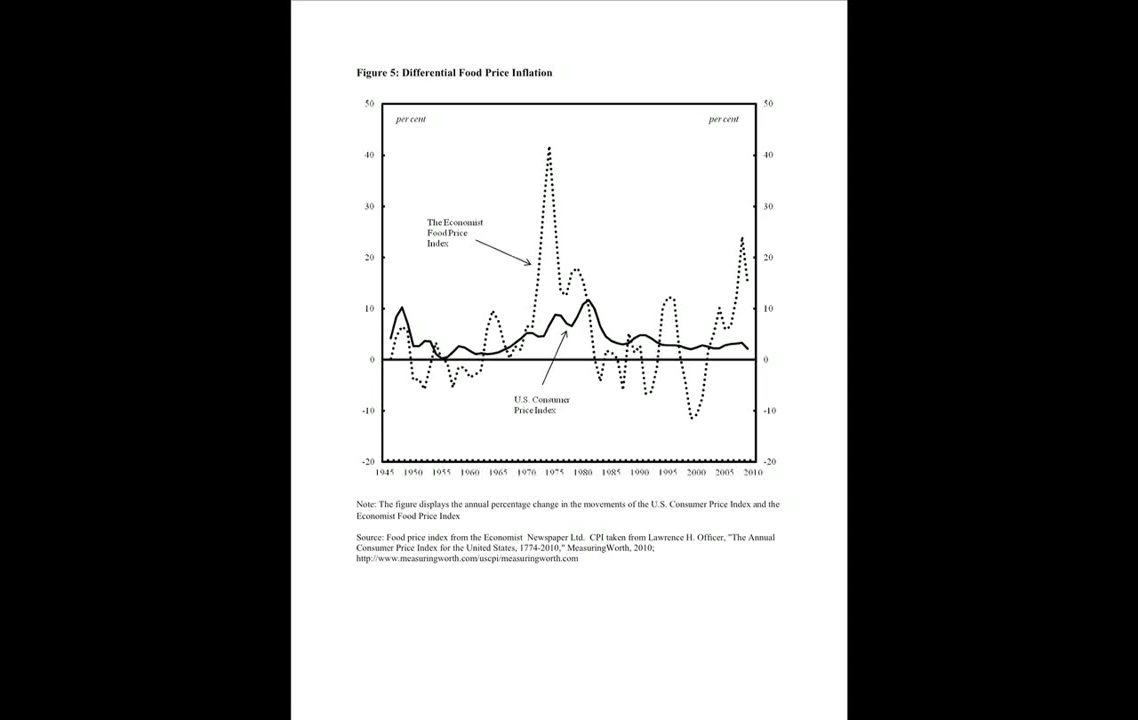 Figure 5: Differential Food Price Inflation
50 50
per cent per cent
40 40
30 30
The Economist
Food Price
Index
20 20
10 10
0 0
U.S. Consumer
Price Index
-10 -10
-20 -20
1945 1950 1955 1960 1965 1970 1975 1980 1985 1990 1995 2000 2005 2010
Note: The figure displays the annual percentage change in the movements of the U.S. Consumer Price Index and the
Economist Food Price Index
Source: Food price index from the Economist Newspaper Ltd. CPI taken from Lawrence H. Officer, "The Annual
Consumer Price Index for the United States, 1774-2010," MeasuringWorth, 2010;
http://www.measuringworth.com/uscpi/measuringworth.com